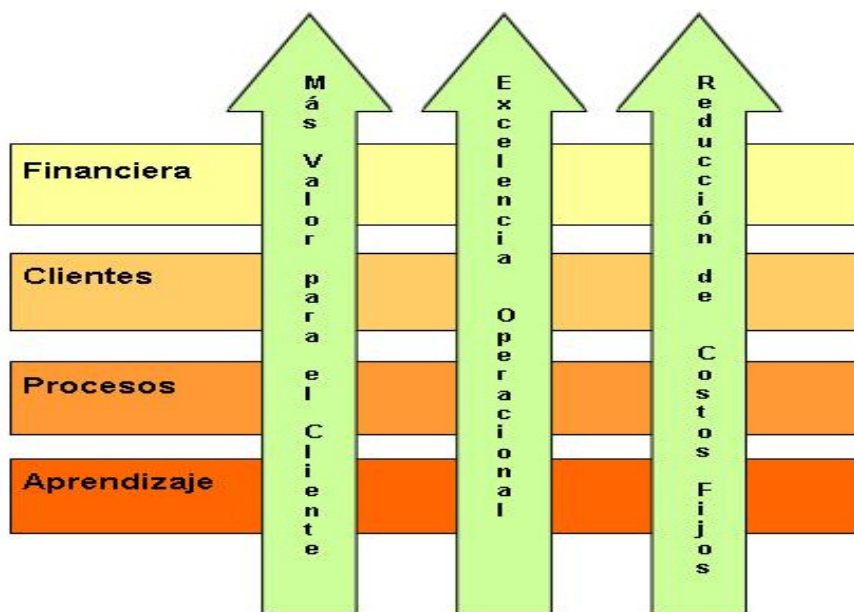 Financiera
Clientes
Procesos
Aprendizaje
Más Valor para el Cliente
Excelencia Operacional
Reducción de Costos Fijos